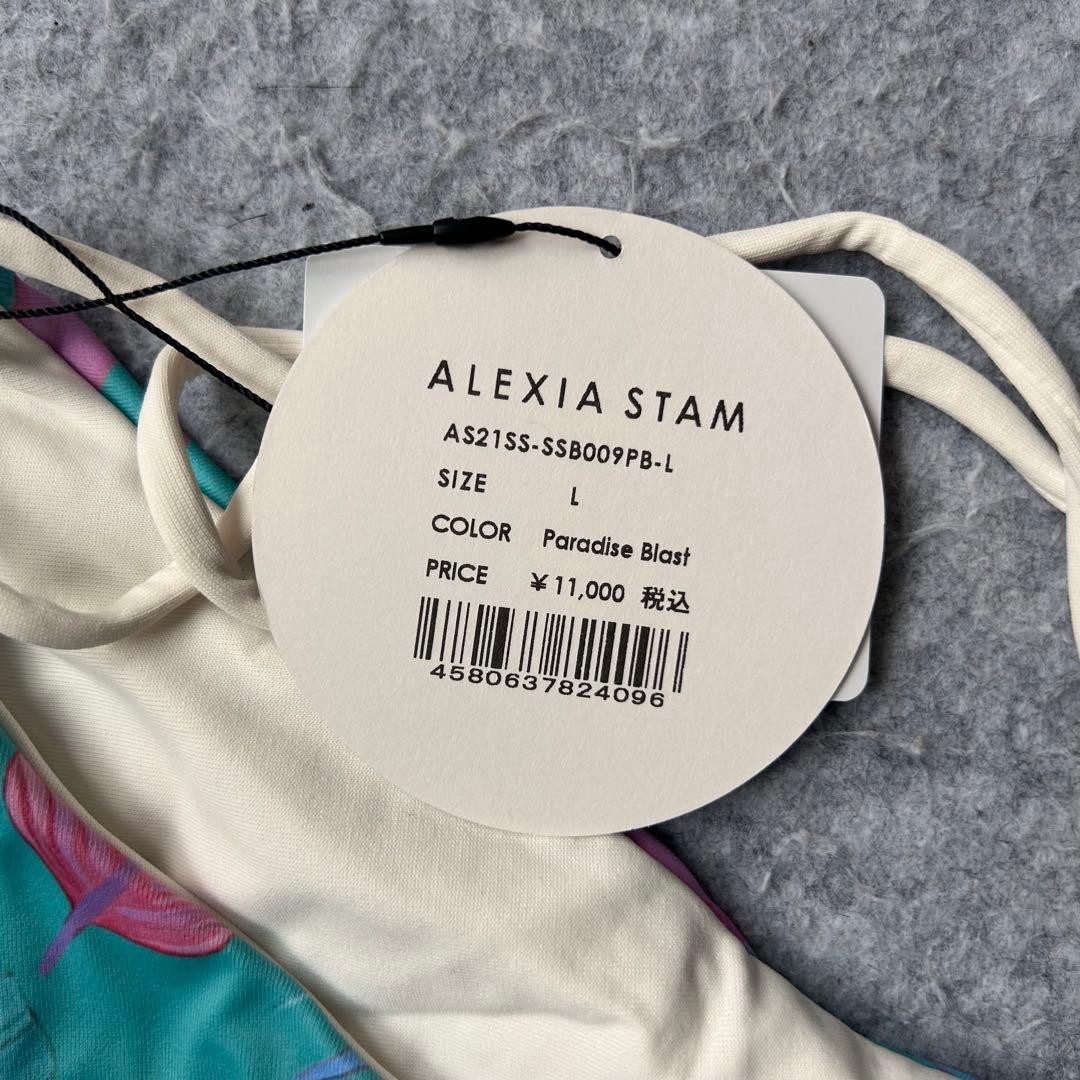 ALEXIA STAM
AS21SS-SSB009PB-L
SIZE L
COLOR Paradise Blast
PRICE ¥11,000 税込
4580637824096